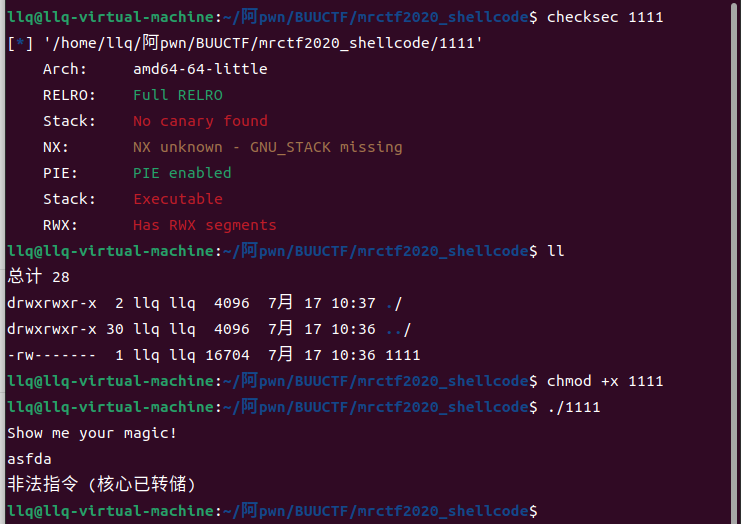 llq@llq-virtual-machine:~/阿pwn/BUUCTF/mrctf2020_shellcode$ checksec 1111
[*] '/home/llq/阿pwn/BUUCTF/mrctf2020_shellcode/1111'
    Arch:     amd64-64-little
    RELRO:    Full RELRO
    Stack:    No canary found
    NX:       NX unknown - GNU_STACK missing
    PIE:      PIE enabled
    Stack:    Executable
    RWX:      Has RWX segments
llq@llq-virtual-machine:~/阿pwn/BUUCTF/mrctf2020_shellcode$ ll
总计 28
drwxrwxr-x  2 llq llq  4096  7月 17 10:37 ./
drwxrwxr-x 30 llq llq  4096  7月 17 10:36 ../
-rw-------  1 llq llq 16704  7月 17 10:36 1111
llq@llq-virtual-machine:~/阿pwn/BUUCTF/mrctf2020_shellcode$ chmod +x 1111
llq@llq-virtual-machine:~/阿pwn/BUUCTF/mrctf2020_shellcode$ ./1111
Show me your magic!
asfda
非法指令 (核心已转储)
llq@llq-virtual-machine:~/阿pwn/BUUCTF/mrctf2020_shellcode$